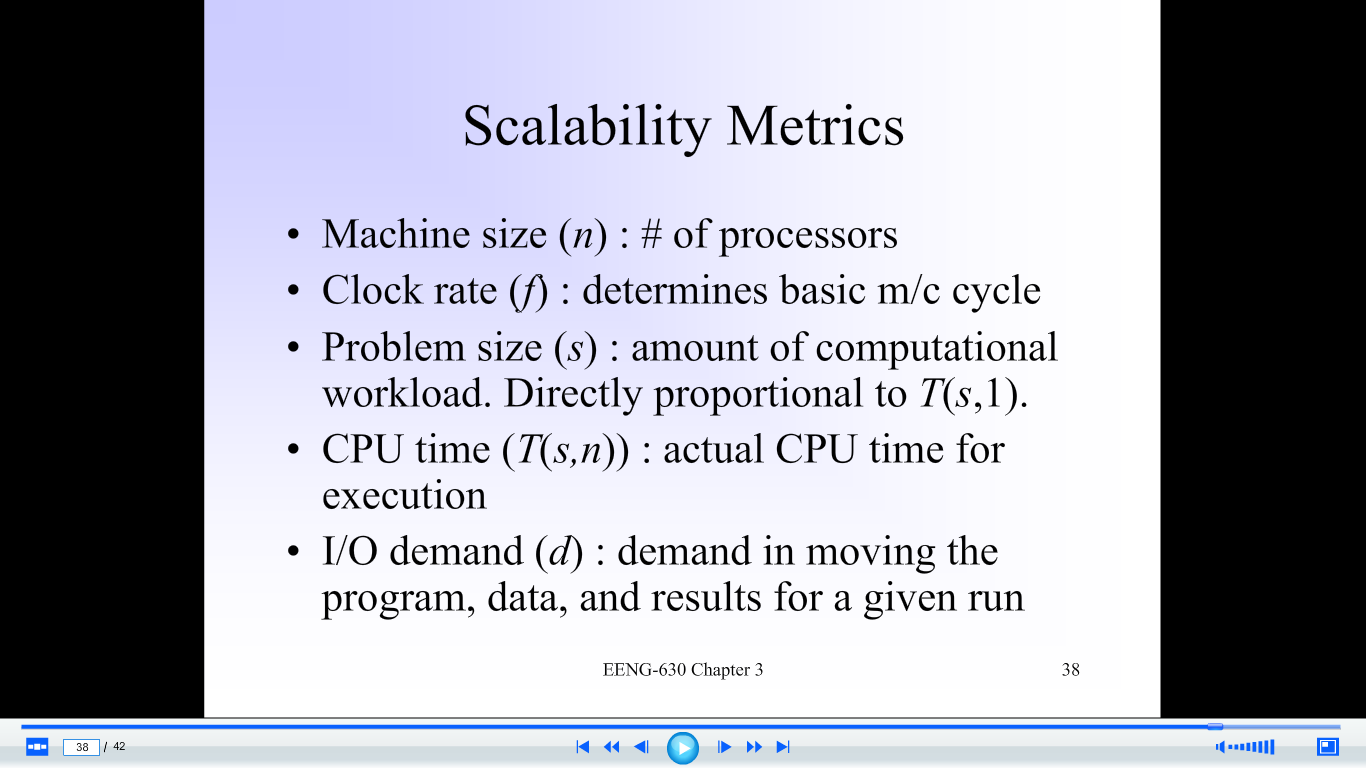 Scalability Metrics
• Machine size (n) : # of processors
• Clock rate (f) : determines basic m/c cycle
• Problem size (s) : amount of computational
workload. Directly proportional to T(s,1).
• CPU time (T(s,n)) : actual CPU time for
execution
• I/O demand (d) : demand in moving the
program, data, and results for a given run
EENG-630 Chapter 3 38
38 / 42